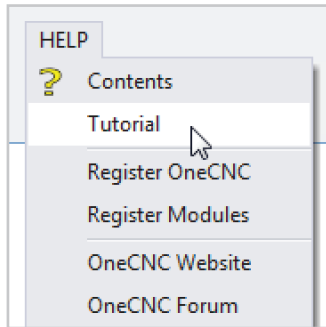 HELP
Contents
Tutorial
Register OneCNC
Register Modules
OneCNC Website
OneCNC Forum